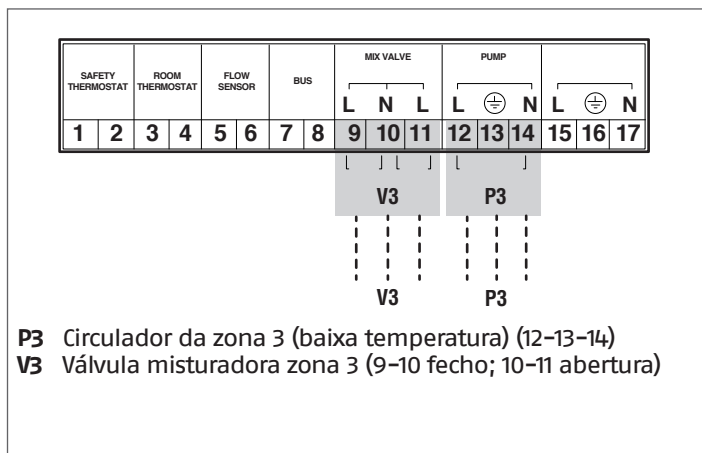 SAFETY THERMOSTAT
ROOM THERMOSTAT
FLOW SENSOR
BUS
MIX VALVE
PUMP
L N L L N L N
1 2 3 4 5 6 7 8 9 10 11 12 13 14 15 16 17
V3 P3
V3 P3
P3 Circulador da zona 3 (baixa temperatura) (12-13-14)
V3 Válvula misturadora zona 3 (9-10 fecho; 10-11 abertura)